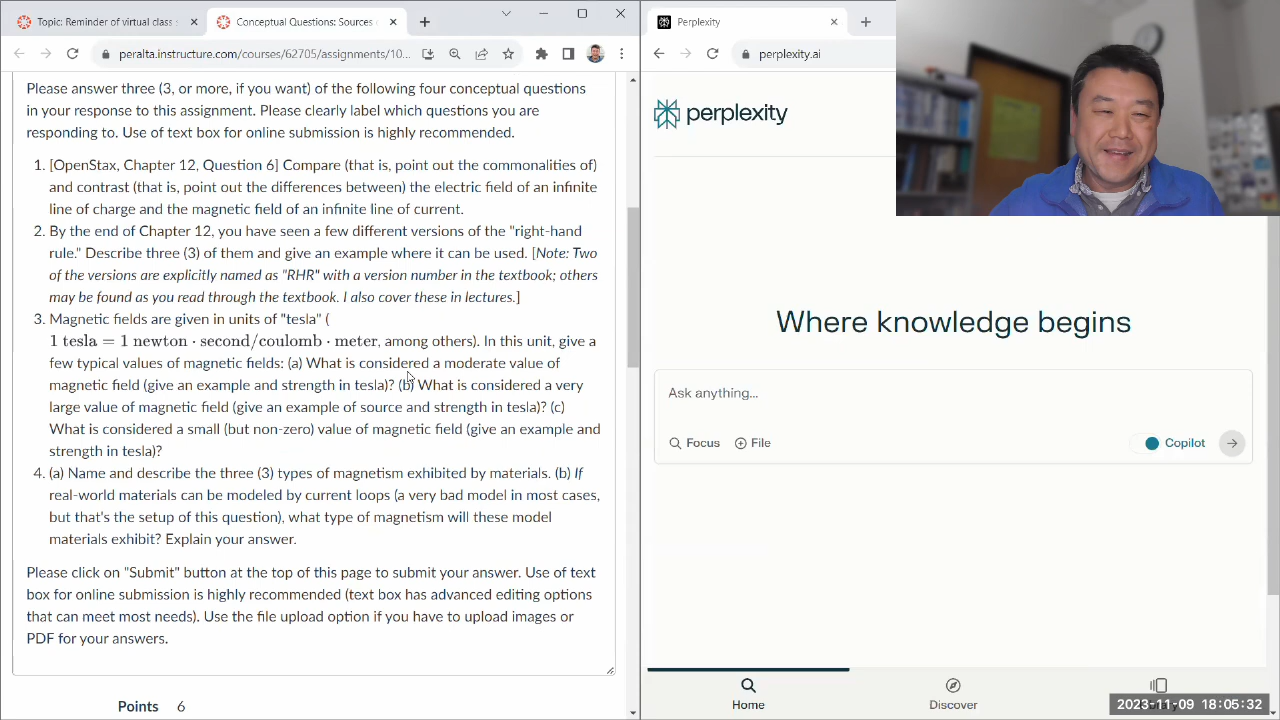 Topic: Reminder of virtual class s
Conceptual Questions: Sources o
peralta.instructure.com/courses/62705/assignments/10...
Please answer three (3, or more, if you want) of the following four conceptual questions
in your response to this assignment. Please clearly label which questions you are
responding to. Use of text box for online submission is highly recommended.
1. [OpenStax, Chapter 12, Question 6] Compare (that is, point out the commonalities of)
and contrast (that is, point out the differences between) the electric field of an infinite
line of charge and the magnetic field of an infinite line of current.
2. By the end of Chapter 12, you have seen a few different versions of the "right-hand
rule." Describe three (3) of them and give an example where it can be used. [Note: Two
of the versions are explicitly named as "RHR" with a version number in the textbook; others
may be found as you read through the textbook. I also cover these in lectures.]
3. Magnetic fields are given in units of "tesla" (
1 tesla = 1 newton · second/coulomb · meter, among others). In this unit, give a
few typical values of magnetic fields: (a) What is considered a moderate value of
magnetic field (give an example and strength in tesla)? (b) What is considered a very
large value of magnetic field (give an example of source and strength in tesla)? (c)
What is considered a small (but non-zero) value of magnetic field (give an example and
strength in tesla)?
4. (a) Name and describe the three (3) types of magnetism exhibited by materials. (b) If
real-world materials can be modeled by current loops (a very bad model in most cases,
but that's the setup of this question), what type of magnetism will these model
materials exhibit? Explain your answer.
Please click on "Submit" button at the top of this page to submit your answer. Use of text
box for online submission is highly recommended (text box has advanced editing options
that can meet most needs). Use the file upload option if you have to upload images or
PDF for your answers.
Points 6
Perplexity
perplexity.ai
perplexity
Where knowledge begins
Ask anything...
Focus
File
Copilot
Home
Discover
2023-11-09 18:05:32